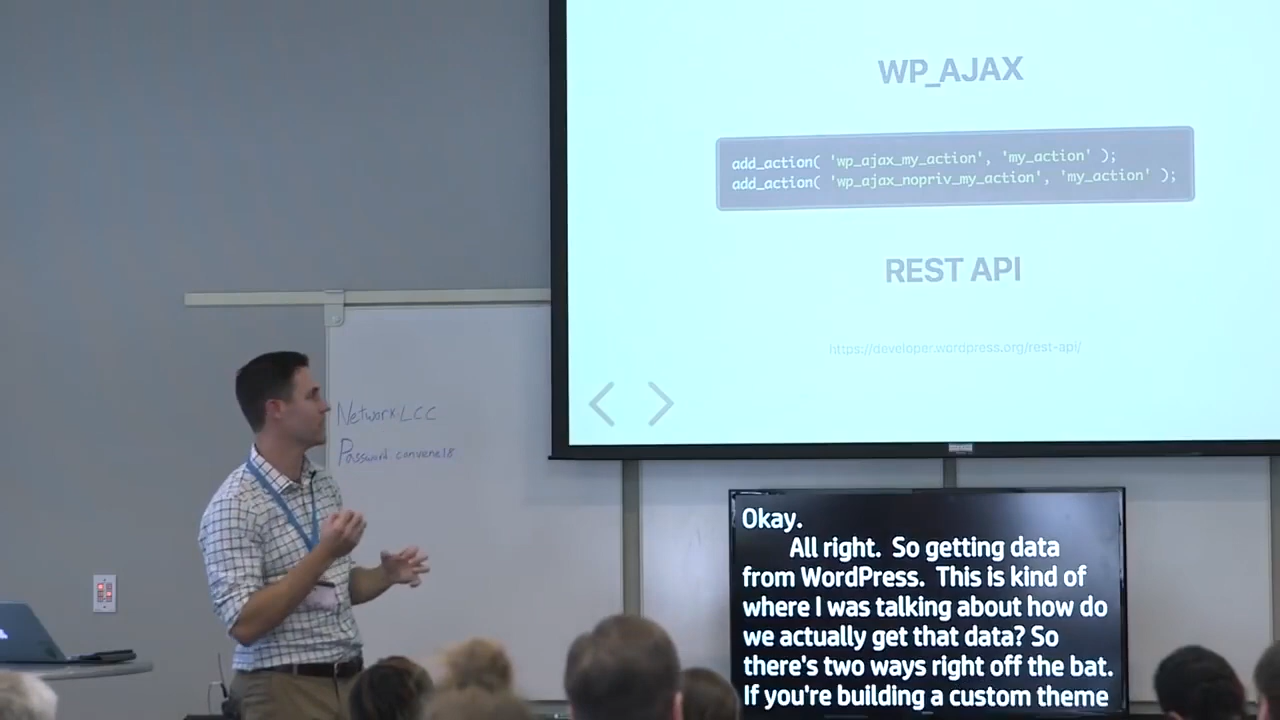 WP_AJAX
add_action( 'wp_ajax_my_action', 'my_action' );
add_action( 'wp_ajax_nopriv_my_action', 'my_action' );
REST API
https://developer.wordpress.org/rest-api/
Network: LCC
Password convene18
Okay.
All right. So getting data
from WordPress. This is kind of
where I was talking about how do
we actually get that data? So
there's two ways right off the bat.
If you're building a custom theme